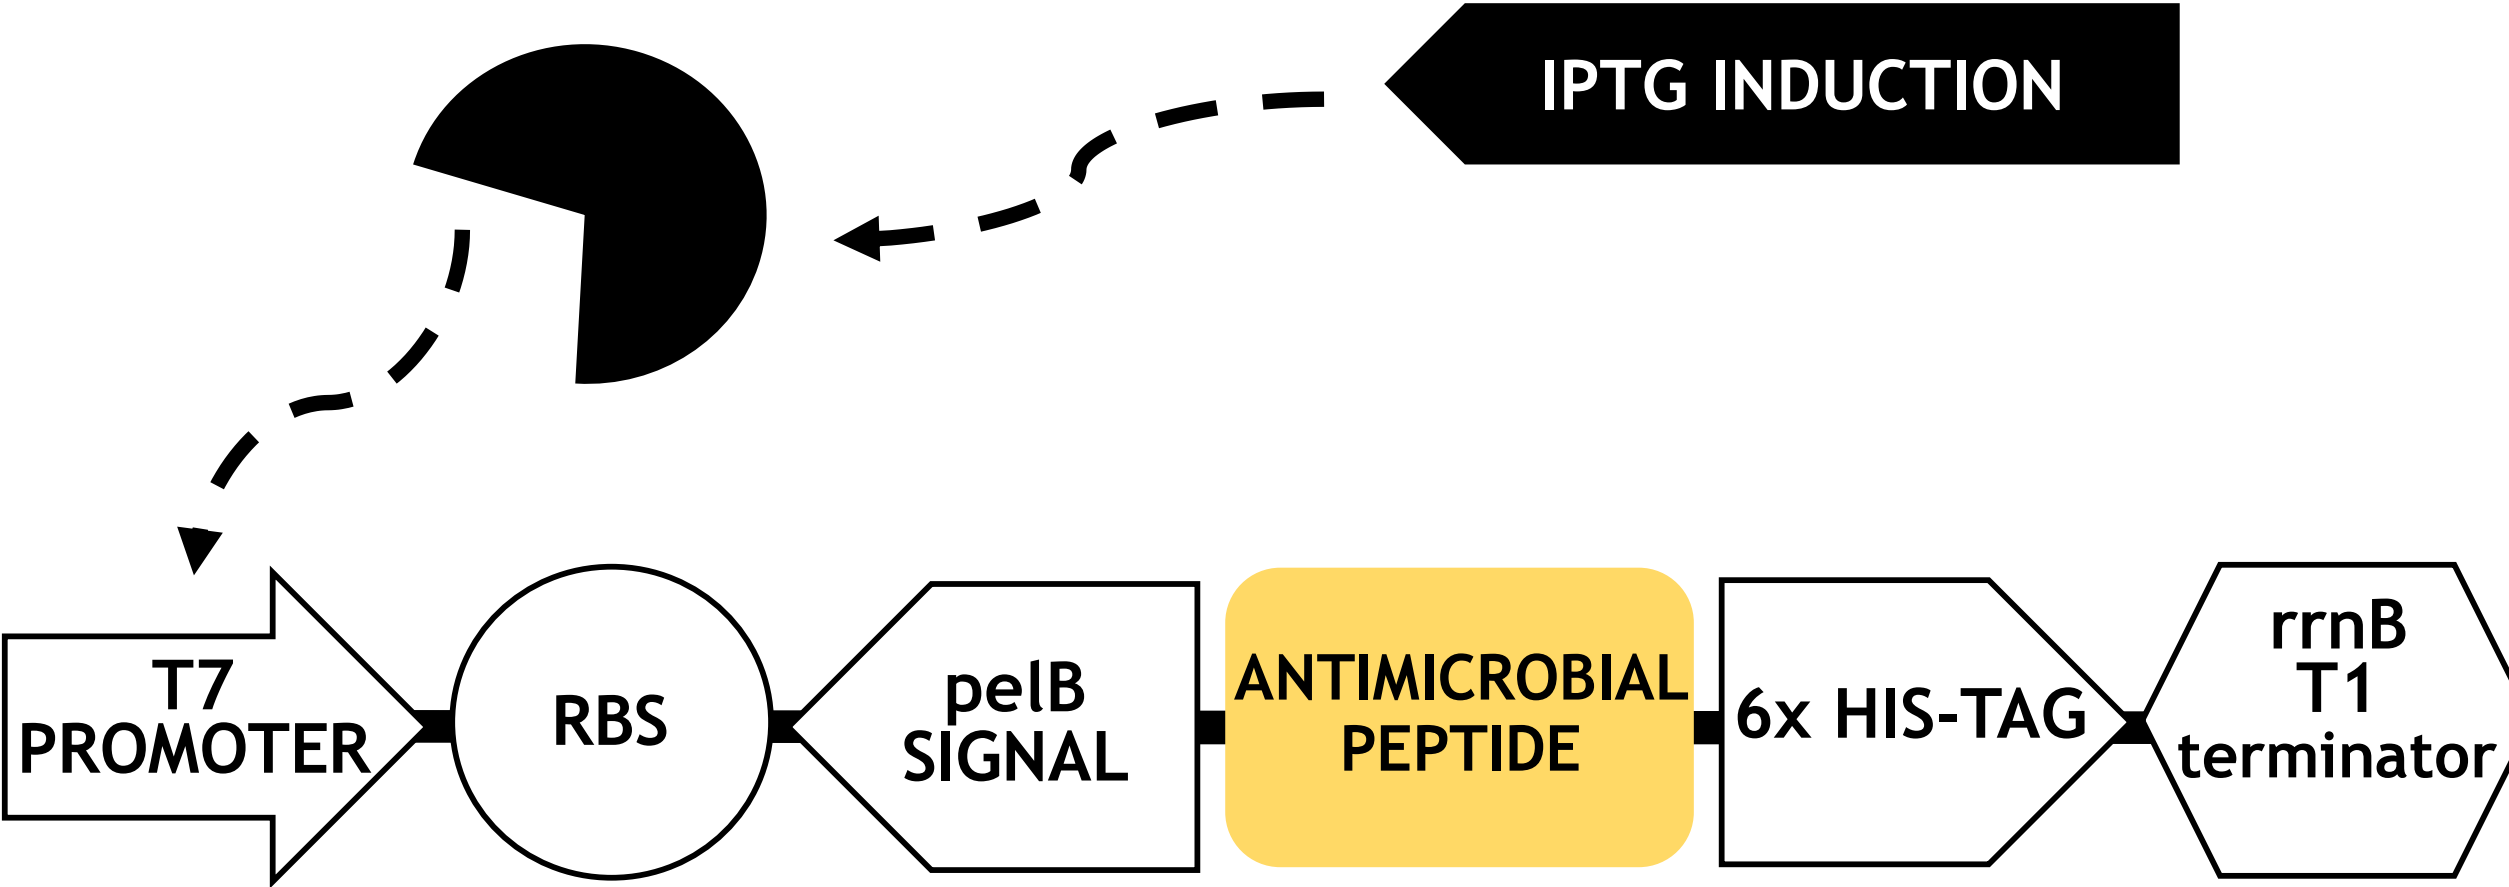 IPTG INDUCTION
T7
PROMOTER
RBS
pelB
SIGNAL
ANTIMICROBIAL
PEPTIDE
6x HIS-TAG
rrnB
T1
terminator